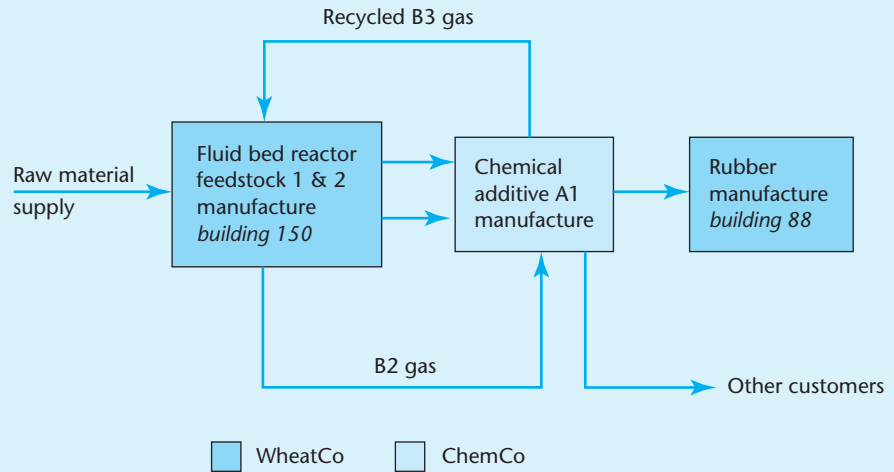 Recycled B3 gas
Raw material
supply
Fluid bed reactor
feedstock 1 & 2
manufacture
building 150
Chemical
additive A1
manufacture
Rubber
manufacture
building 88
B2 gas
Other customers
WheatCo
ChemCo